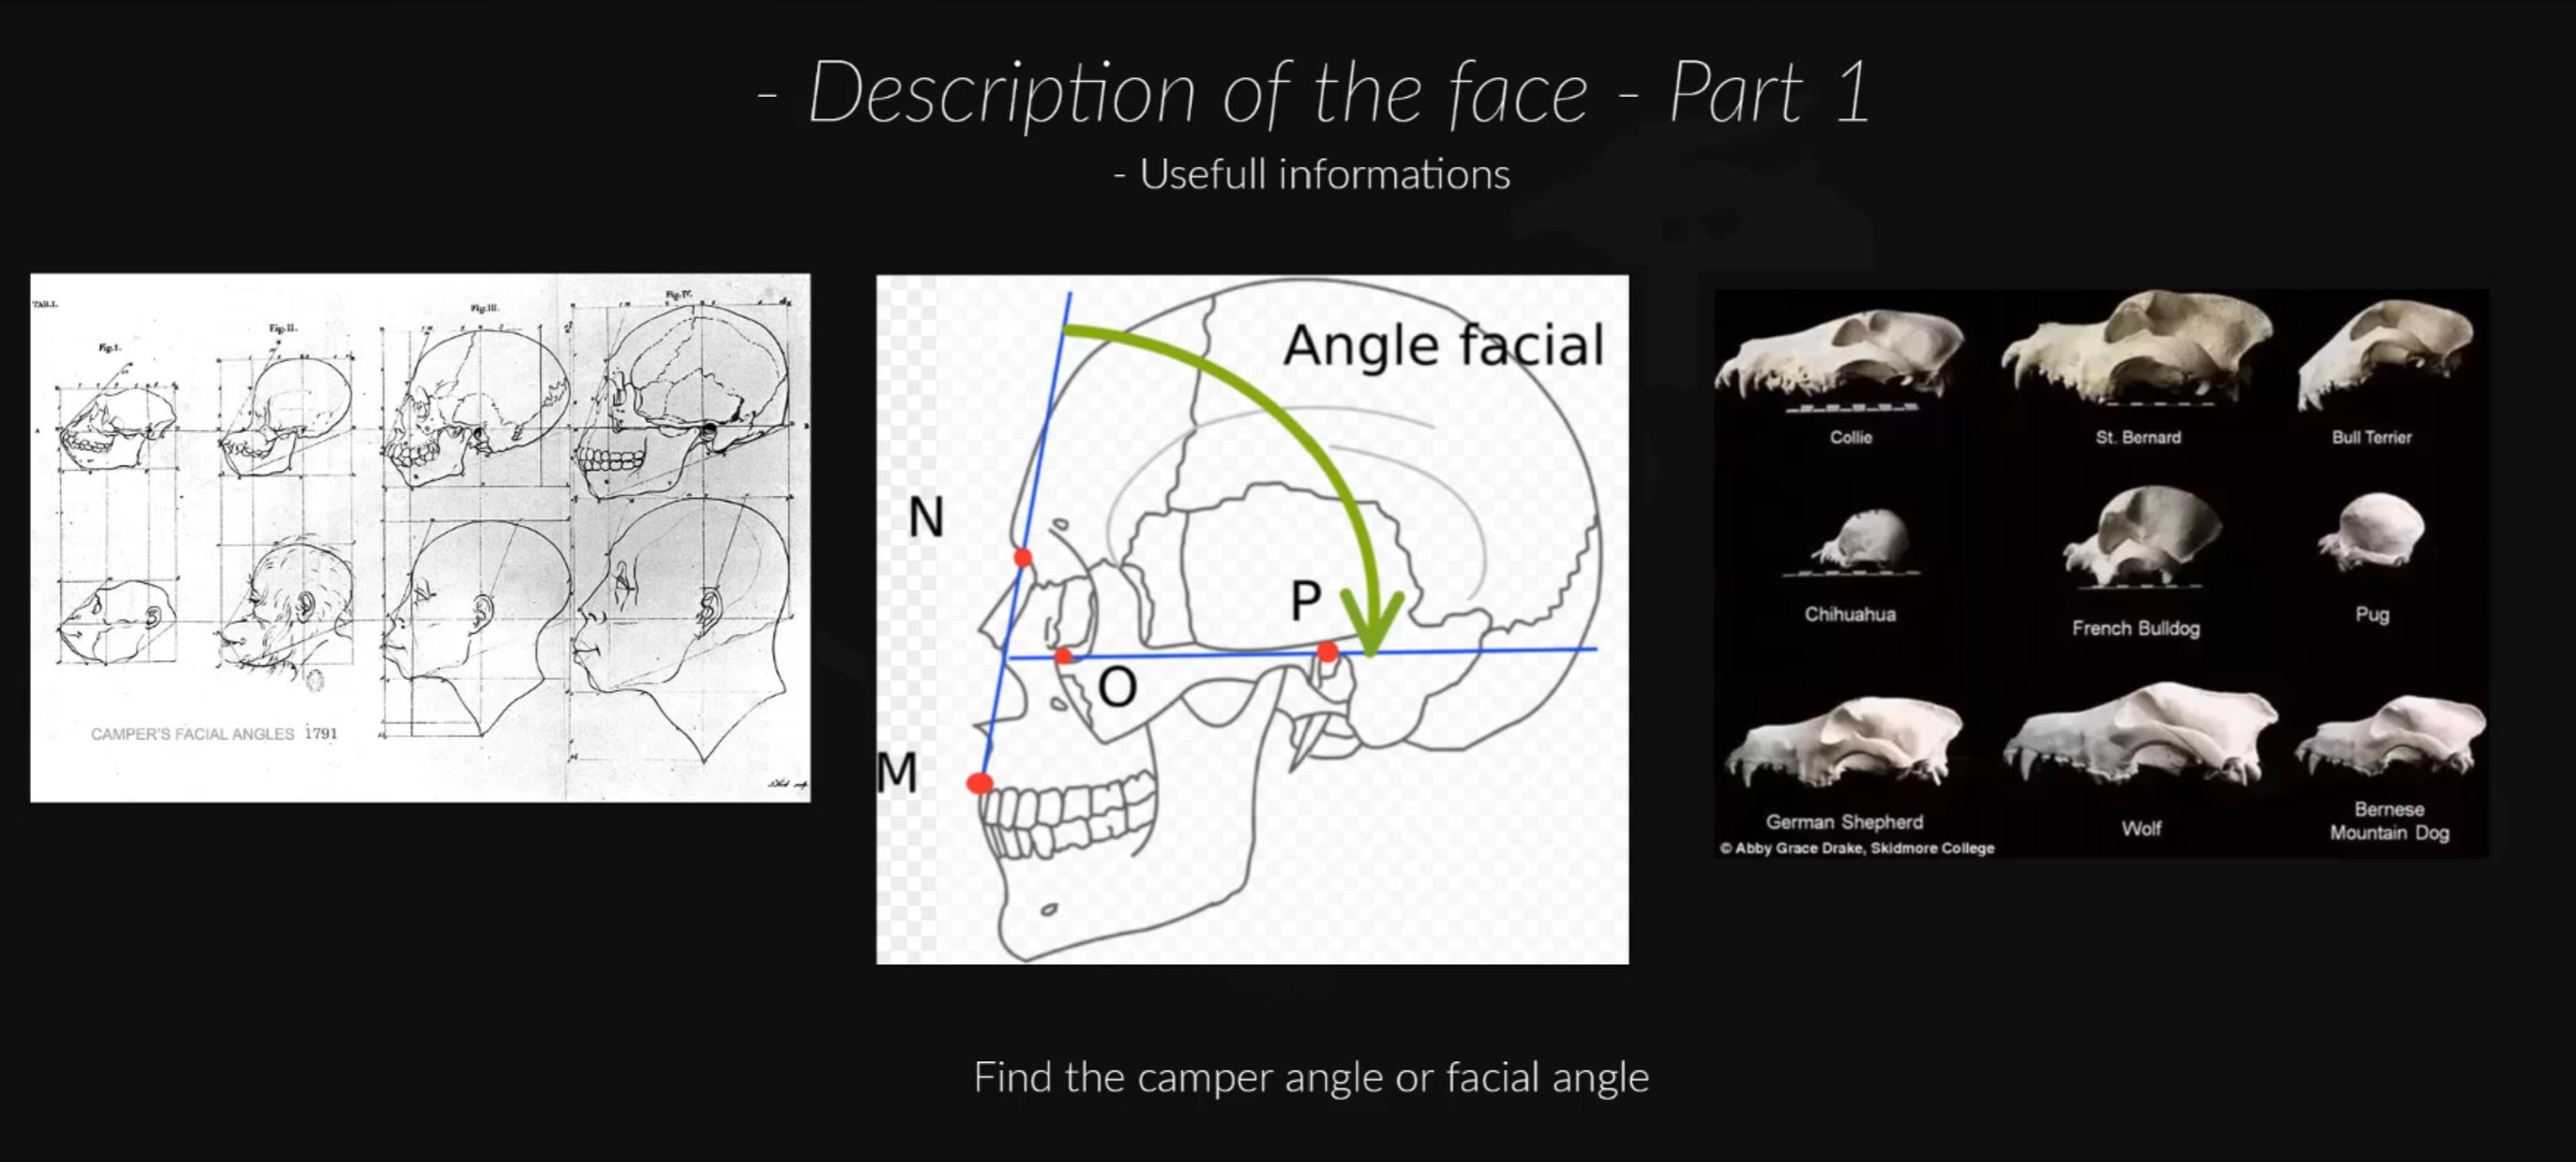 - Description of the face - Part 1
- Usefull informations
TAB.I.
Fig.I.
Fig.II.
Fig.III.
Fig.IV.
CAMPER'S FACIAL ANGLES 1791
Angle facial
N
P
O
M
Collie
St. Bernard
Bull Terrier
Chihuahua
French Bulldog
Pug
German Shepherd
Wolf
Bernese
Mountain Dog
© Abby Grace Drake, Skidmore College
Find the camper angle or facial angle